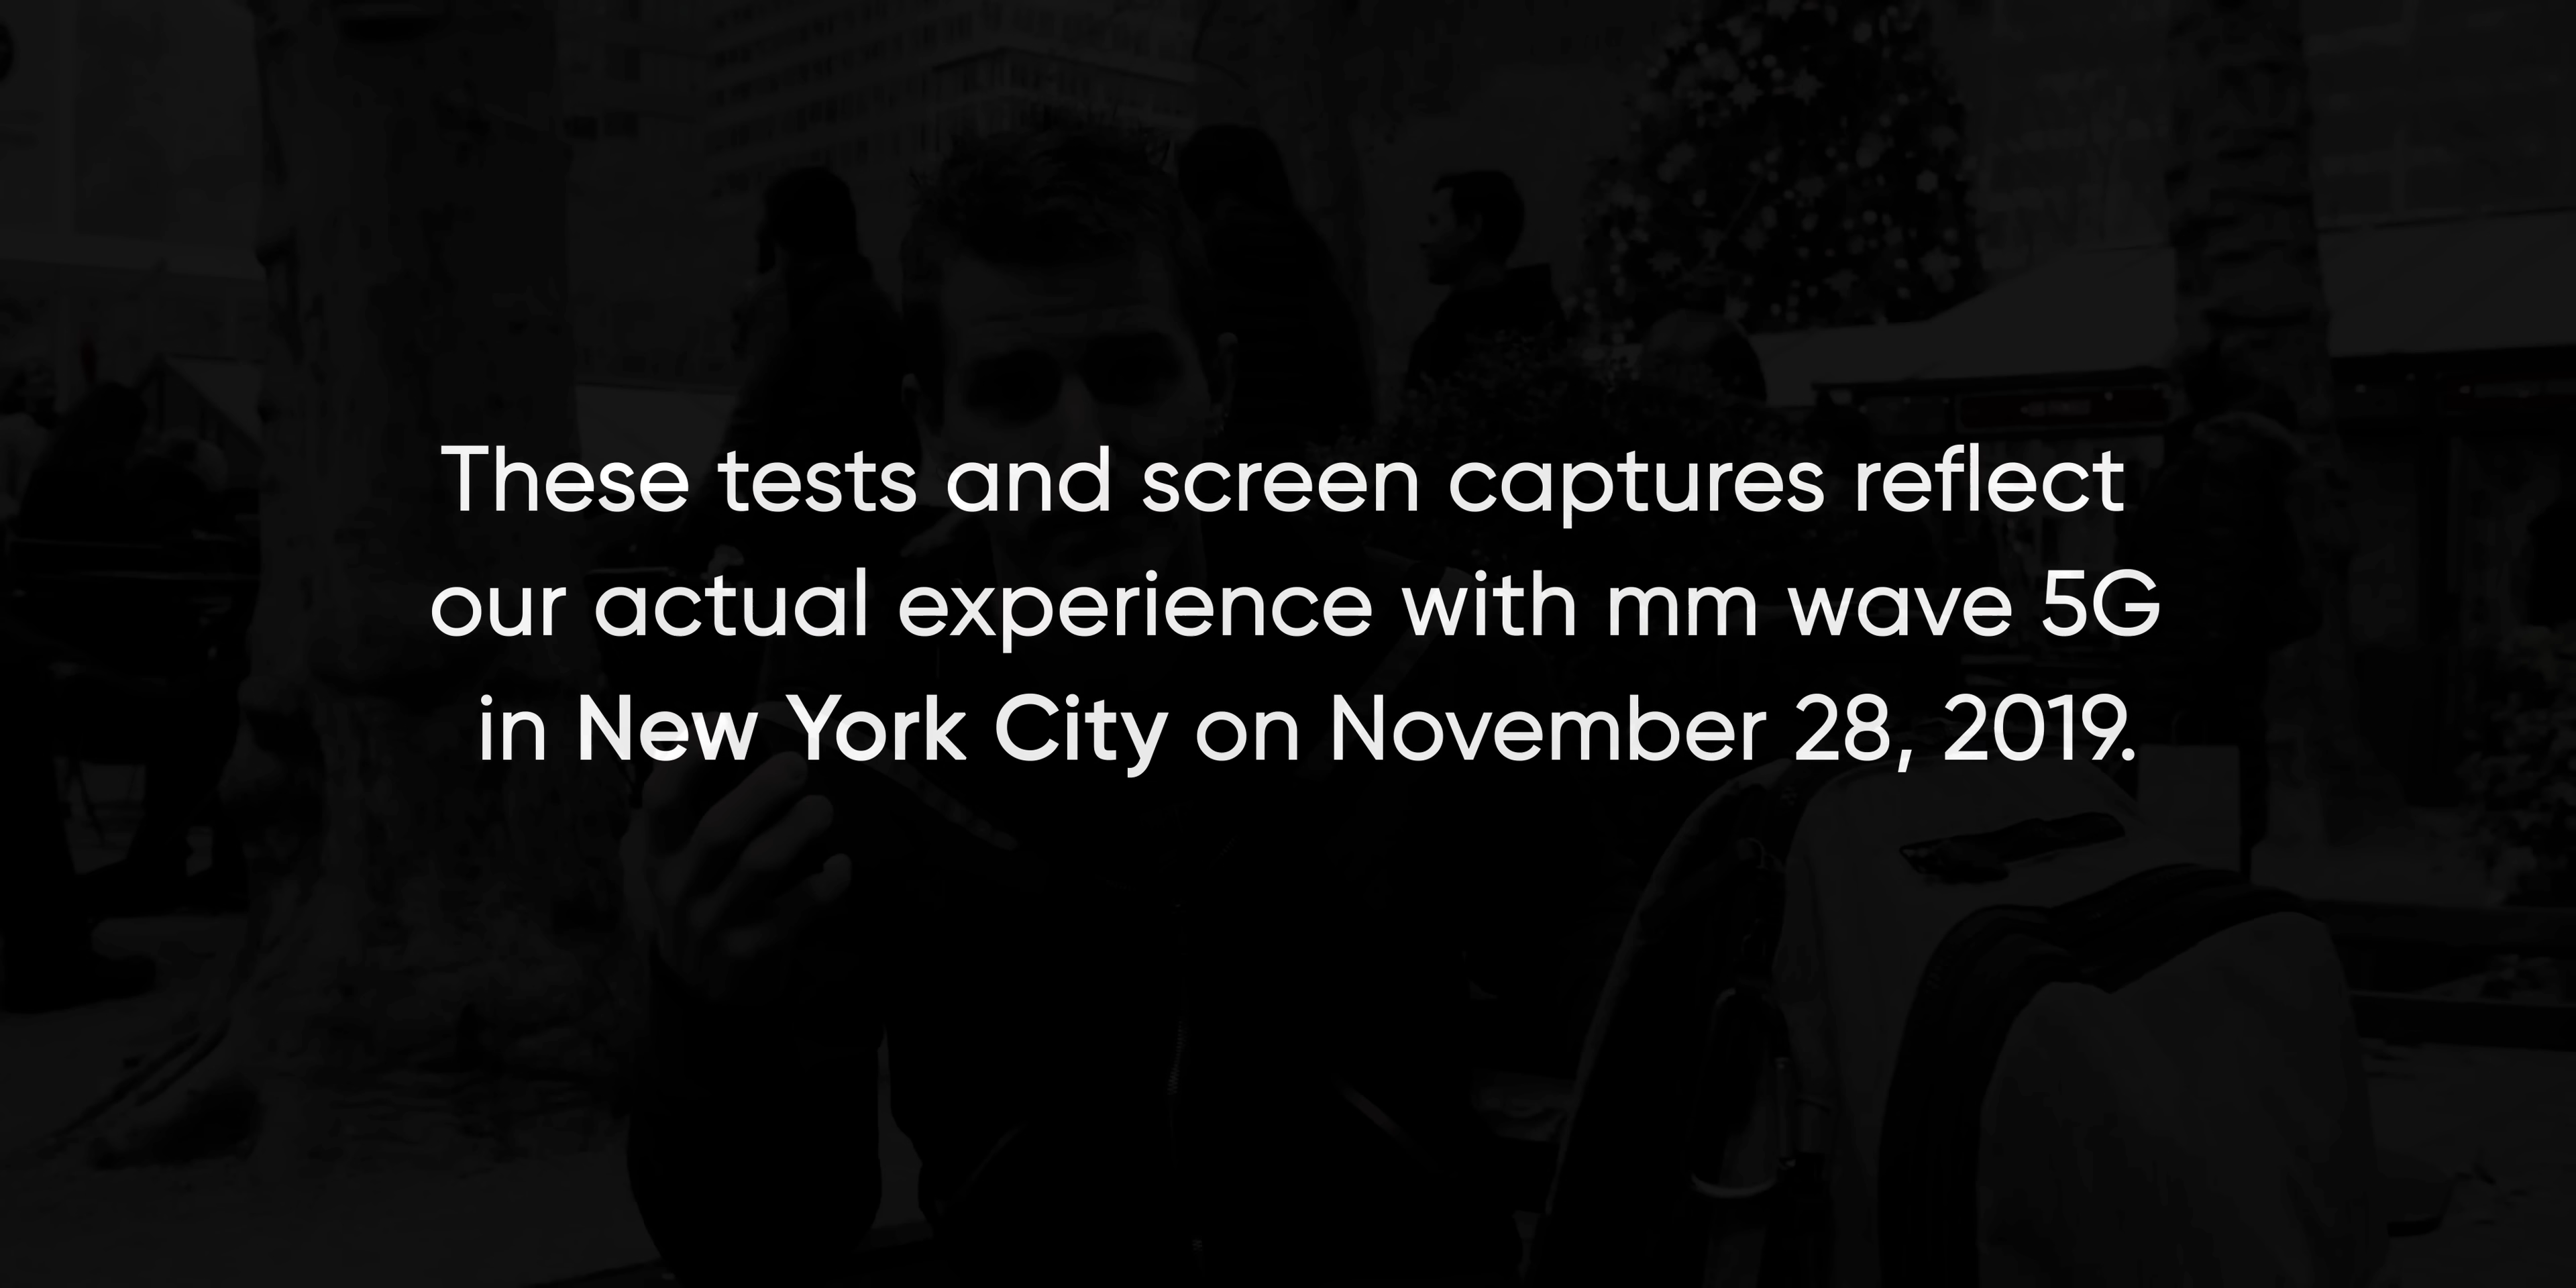 These tests and screen captures reflect
our actual experience with mm wave 5G
in New York City on November 28, 2019.